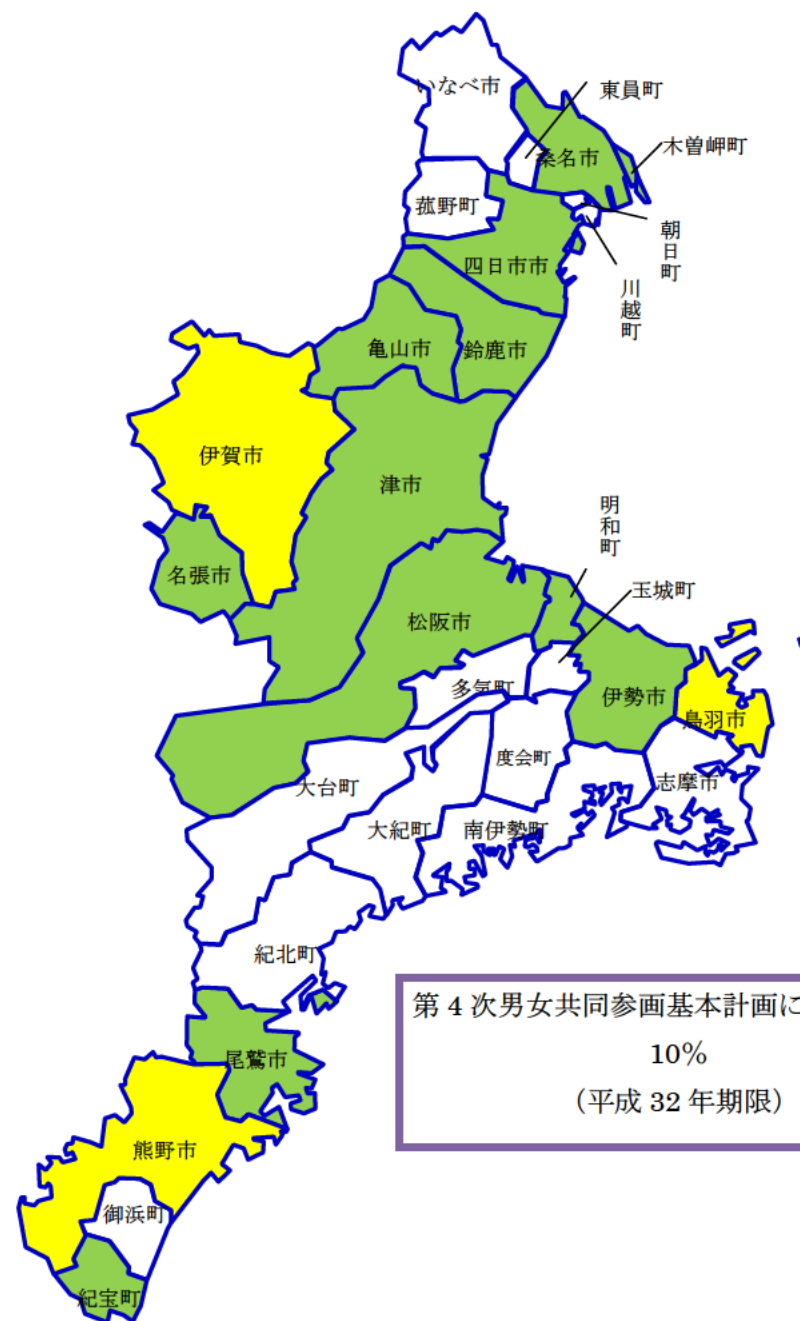 いなべ市
東員町
桑名市
木曽岬町
菰野町
朝日町
四日市市
川越町
亀山市
鈴鹿市
伊賀市
津市
明和町
名張市
玉城町
松阪市
多気町
伊勢市
鳥羽市
度会町
志摩市
大台町
大紀町
南伊勢町
紀北町
第4次男女共同参画基本計画に
10%
(平成 32 年期限)
尾鷲市
熊野市
御浜町
紀宝町